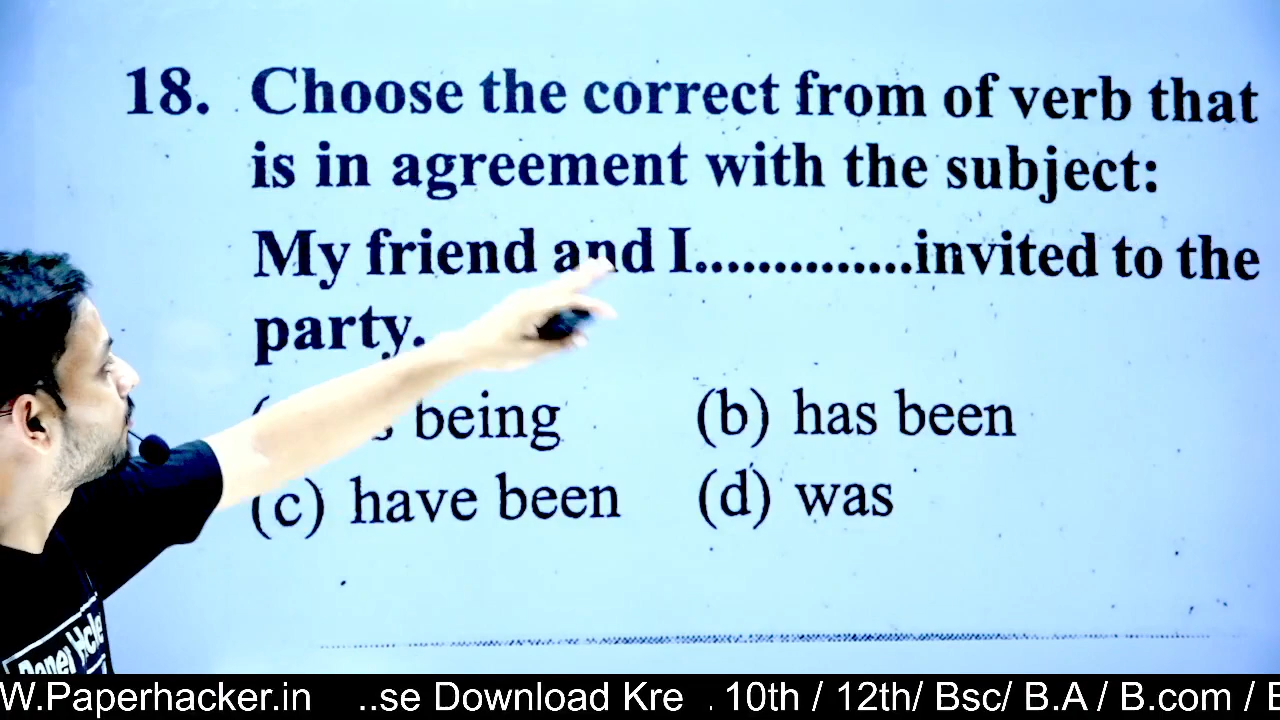 18. Choose the correct from of verb that
is in agreement with the subject:
My friend and I..............invited to the
party.
being (b) has been
(c) have been (d) was
W.Paperhacker.in ..se Download Kre . 10th / 12th/ Bsc/ B.A / B.com /